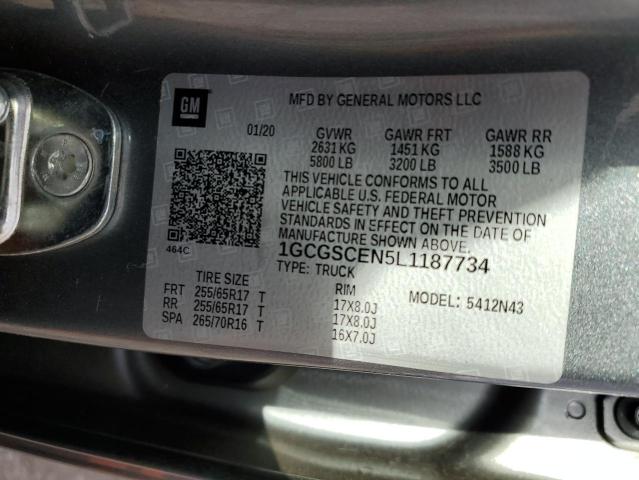 GM
MFD BY GENERAL MOTORS LLC
01/20 GVWR GAWR FRT GAWR RR
2631 KG 1451 KG 1588 KG
5800 LB 3200 LB 3500 LB
THIS VEHICLE CONFORMS TO ALL
APPLICABLE U.S. FEDERAL MOTOR
VEHICLE SAFETY AND THEFT PREVENTION
STANDARDS IN EFFECT ON THE DATE OF
MANUFACTURE SHOWN ABOVE.
464C
1GCGSCEN5L1187734
TYPE: TRUCK
TIRE SIZE RIM MODEL: 5412N43
FRT 255/65R17 T 17X8.0J
RR 255/65R17 T 17X8.0J
SPA 265/70R16 T 16X7.0J